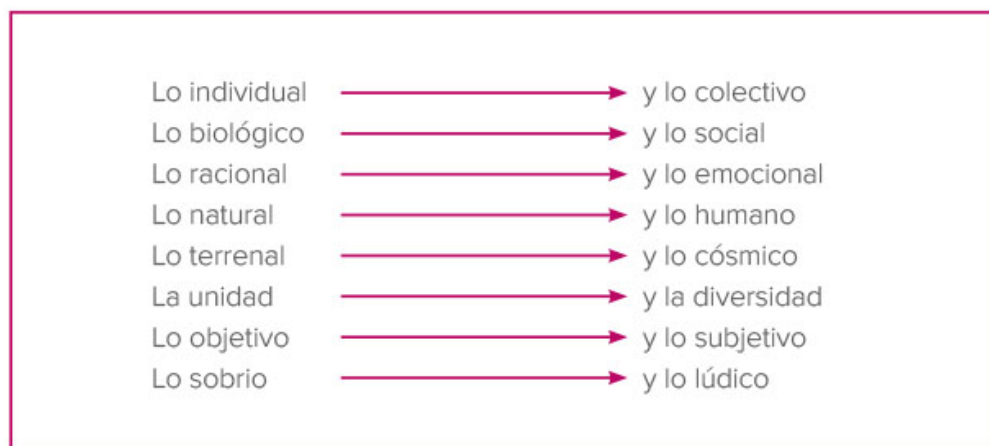 Lo individual y lo colectivo
Lo biológico y lo social
Lo racional y lo emocional
Lo natural y lo humano
Lo terrenal y lo cósmico
La unidad y la diversidad
Lo objetivo y lo subjetivo
Lo sobrio y lo lúdico